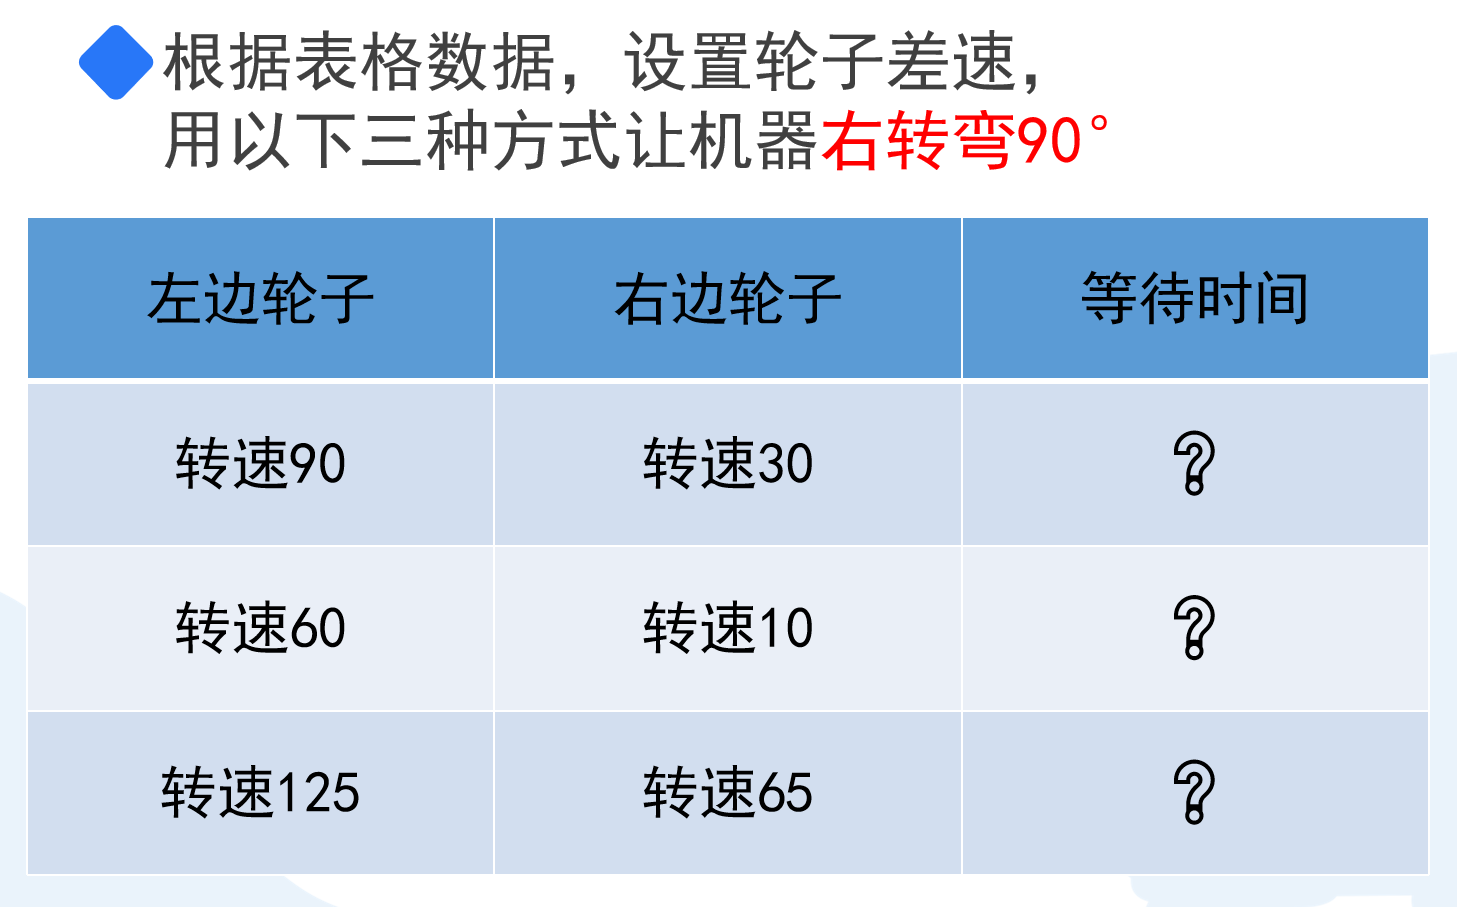 根据表格数据，设置轮子差速，
用以下三种方式让机器右转弯90°
左边轮子 右边轮子 等待时间
转速90 转速30 ?
转速60 转速10 ?
转速125 转速65 ?